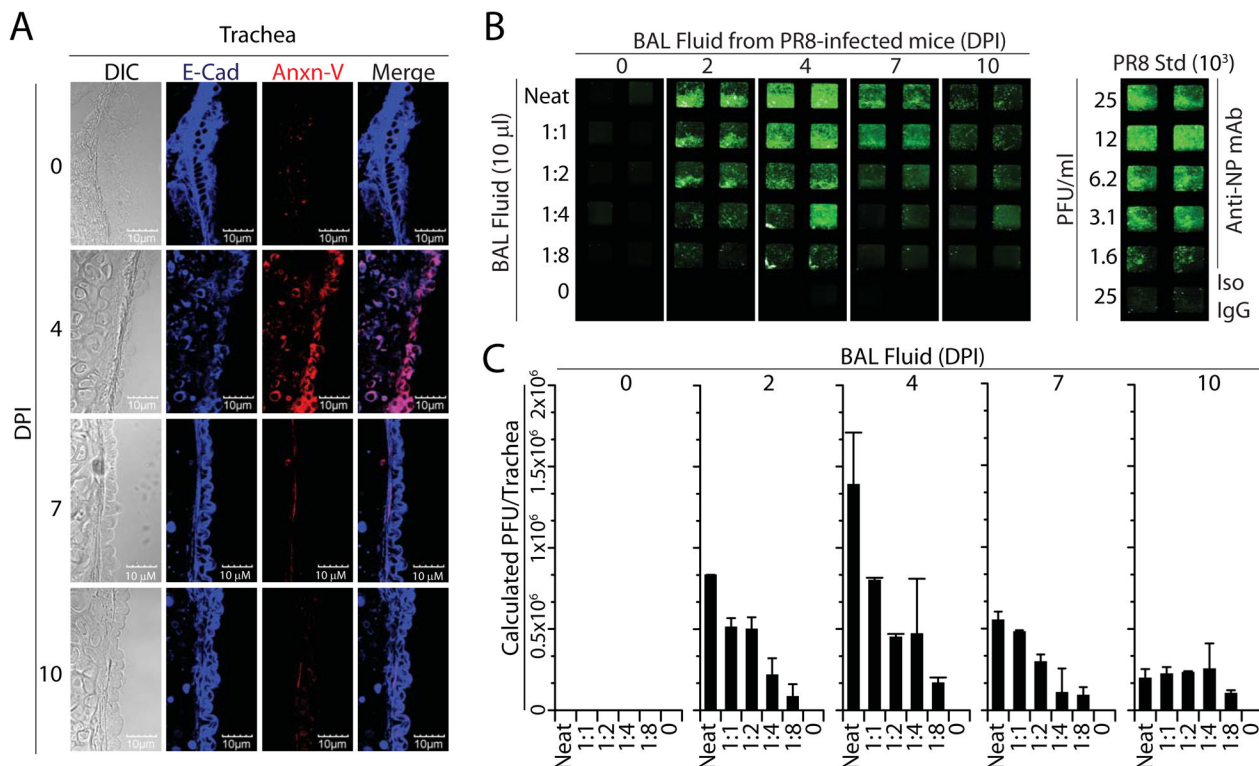 A
Trachea
DIC E-Cad Anxn-V Merge
DPI
0
10µm 10µm 10µm 10µm
4
10µm 10µm 10µm 10µm
7
10 µM 10 µM 10 µM 10 µM
10
10µm 10µm 10µm 10µm
B
BAL Fluid from PR8-infected mice (DPI)
0 2 4 7 10
BAL Fluid (10 µl)
Neat
1:1
1:2
1:4
1:8
0
PR8 Std (10³)
PFU/ml
25
12
6.2
3.1
1.6
25
Anti-NP mAb
Iso
IgG
C
BAL Fluid (DPI)
0 2 4 7 10
Calculated PFU/Trachea
2x10⁶
1.5x10⁶
1x10⁶
0.5x10⁶
0
Neat 1:1 1:2 1:4 1:8 0
Neat 1:1 1:2 1:4 1:8 0
Neat 1:1 1:2 1:4 1:8 0
Neat 1:1 1:2 1:4 1:8 0
Neat 1:1 1:2 1:4 1:8 0